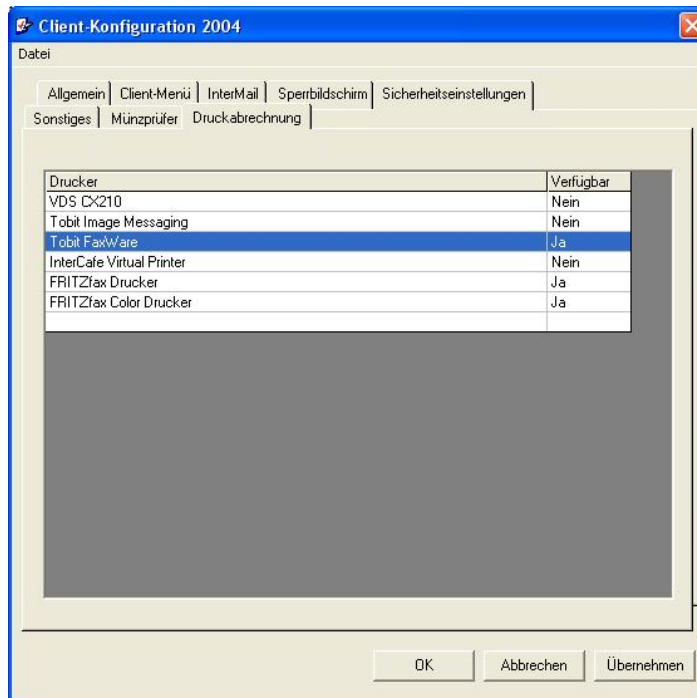 Client-Konfiguration 2004
Datei
Allgemein Client-Menü InterMail Sperrbildschirm Sicherheitseinstellungen
Sonstiges Münzprüfer Druckabrechnung
Drucker Verfügbar
VDS CX210 Nein
Tobit Image Messaging Nein
Tobit FaxWare Ja
InterCafe Virtual Printer Nein
FRITZfax Drucker Ja
FRITZfax Color Drucker Ja
OK Abbrechen Übernehmen